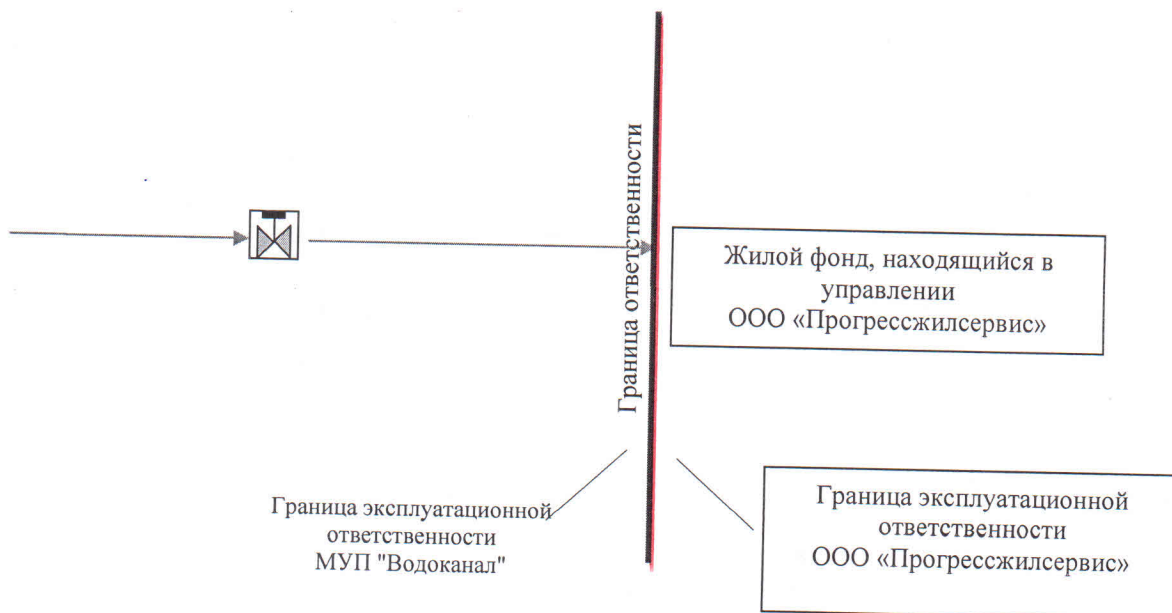 Граница ответственности
Жилой фонд, находящийся в
управлении
ООО «Прогрессжилсервис»
Граница эксплуатационной
ответственности
МУП "Водоканал"
Граница эксплуатационной
ответственности
ООО «Прогрессжилсервис»